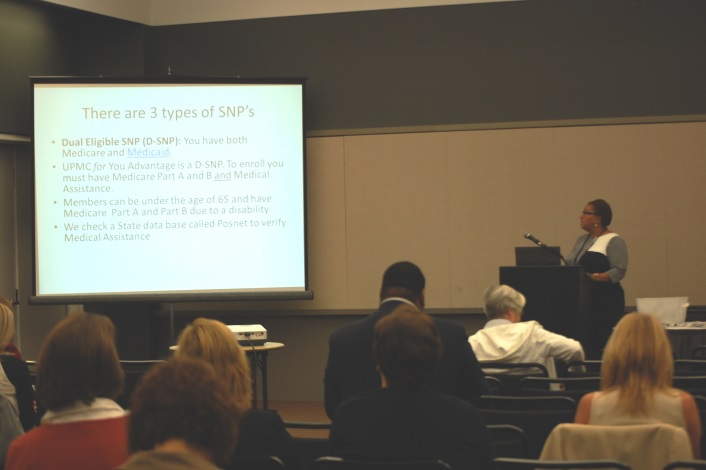 There are 3 types of SNP's
• Dual Eligible SNP (D-SNP): You have both
Medicare and Medicaid.
• UPMC for You Advantage is a D-SNP. To enroll you
must have Medicare Part A and B and Medical
Assistance.
• Members can be under the age of 65 and have
Medicare Part A and Part B due to a disability
• We check a State data base called Posnet to verify
Medical Assistance